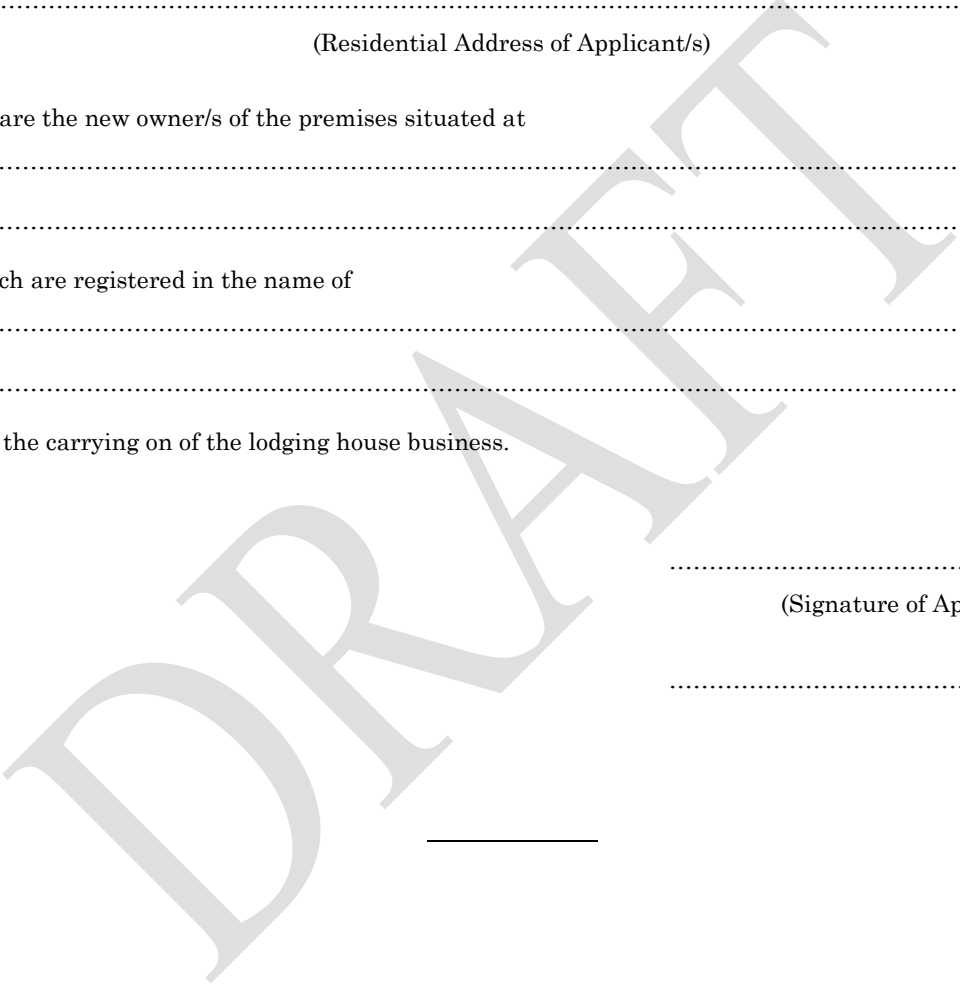 ................................................................................
(Residential Address of Applicant/s)
are the new owner/s of the premises situated at
................................................................................
................................................................................
ch are registered in the name of
................................................................................
................................................................................
the carrying on of the lodging house business.
....................................
(Signature of Ap
....................................
DRAFT